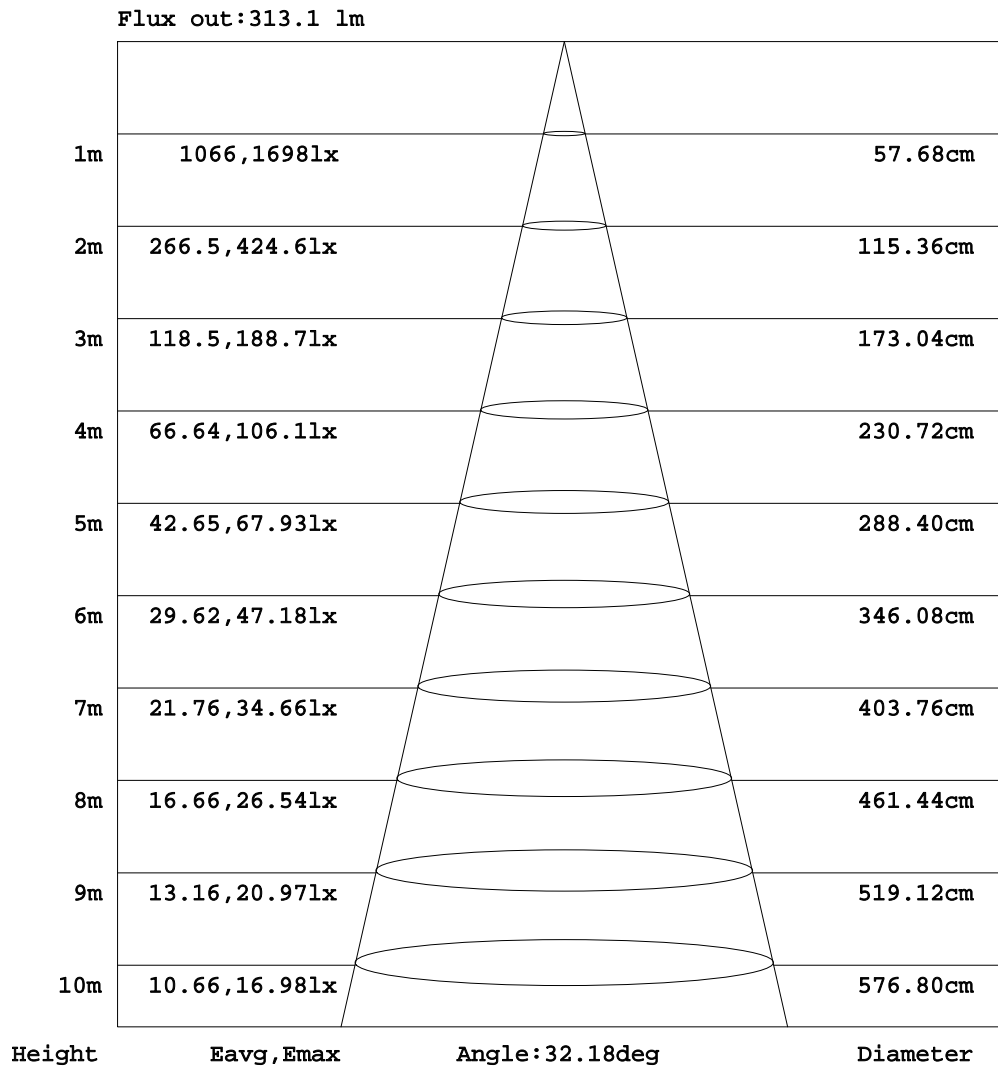 Flux out:313.1 lm
1m 1066,1698lx 57.68cm
2m 266.5,424.6lx 115.36cm
3m 118.5,188.7lx 173.04cm
4m 66.64,106.1lx 230.72cm
5m 42.65,67.93lx 288.40cm
6m 29.62,47.18lx 346.08cm
7m 21.76,34.66lx 403.76cm
8m 16.66,26.54lx 461.44cm
9m 13.16,20.97lx 519.12cm
10m 10.66,16.98lx 576.80cm
Height Eavg,Emax Angle:32.18deg Diameter